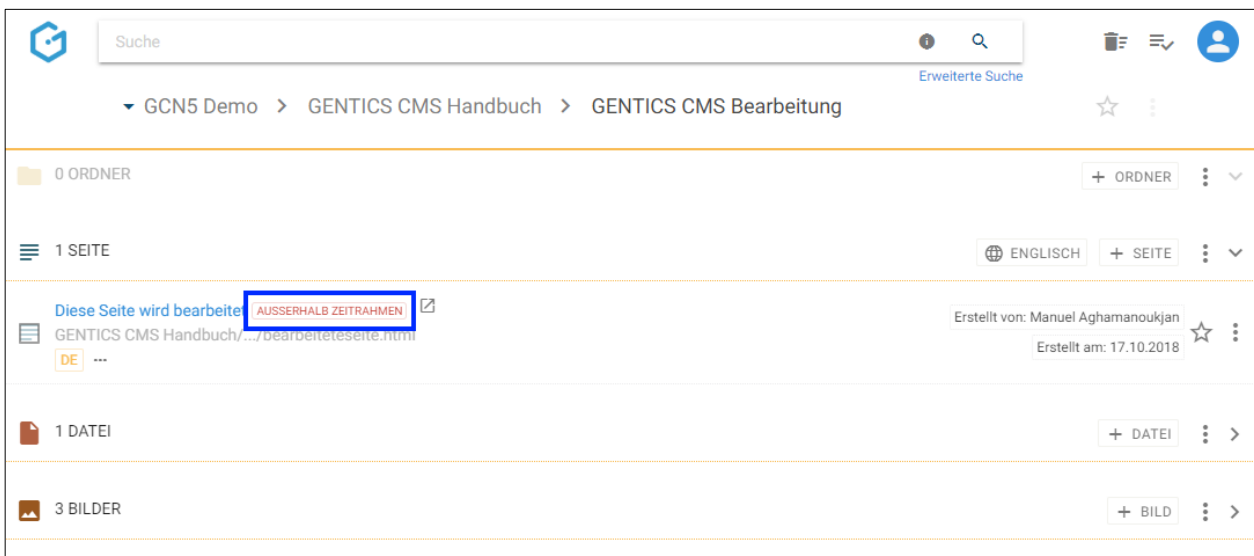 Suche
Erweiterte Suche
GCN5 Demo > GENTICS CMS Handbuch > GENTICS CMS Bearbeitung
0 ORDNER + ORDNER
1 SEITE ENGLISCH + SEITE
Diese Seite wird bearbeitet AUSSERHALB ZEITRAHMEN
GENTICS CMS Handbuch/.../bearbeiteteseite.html
DE ...
Erstellt von: Manuel Aghamanoukjan
Erstellt am: 17.10.2018
1 DATEI + DATEI
3 BILDER + BILD